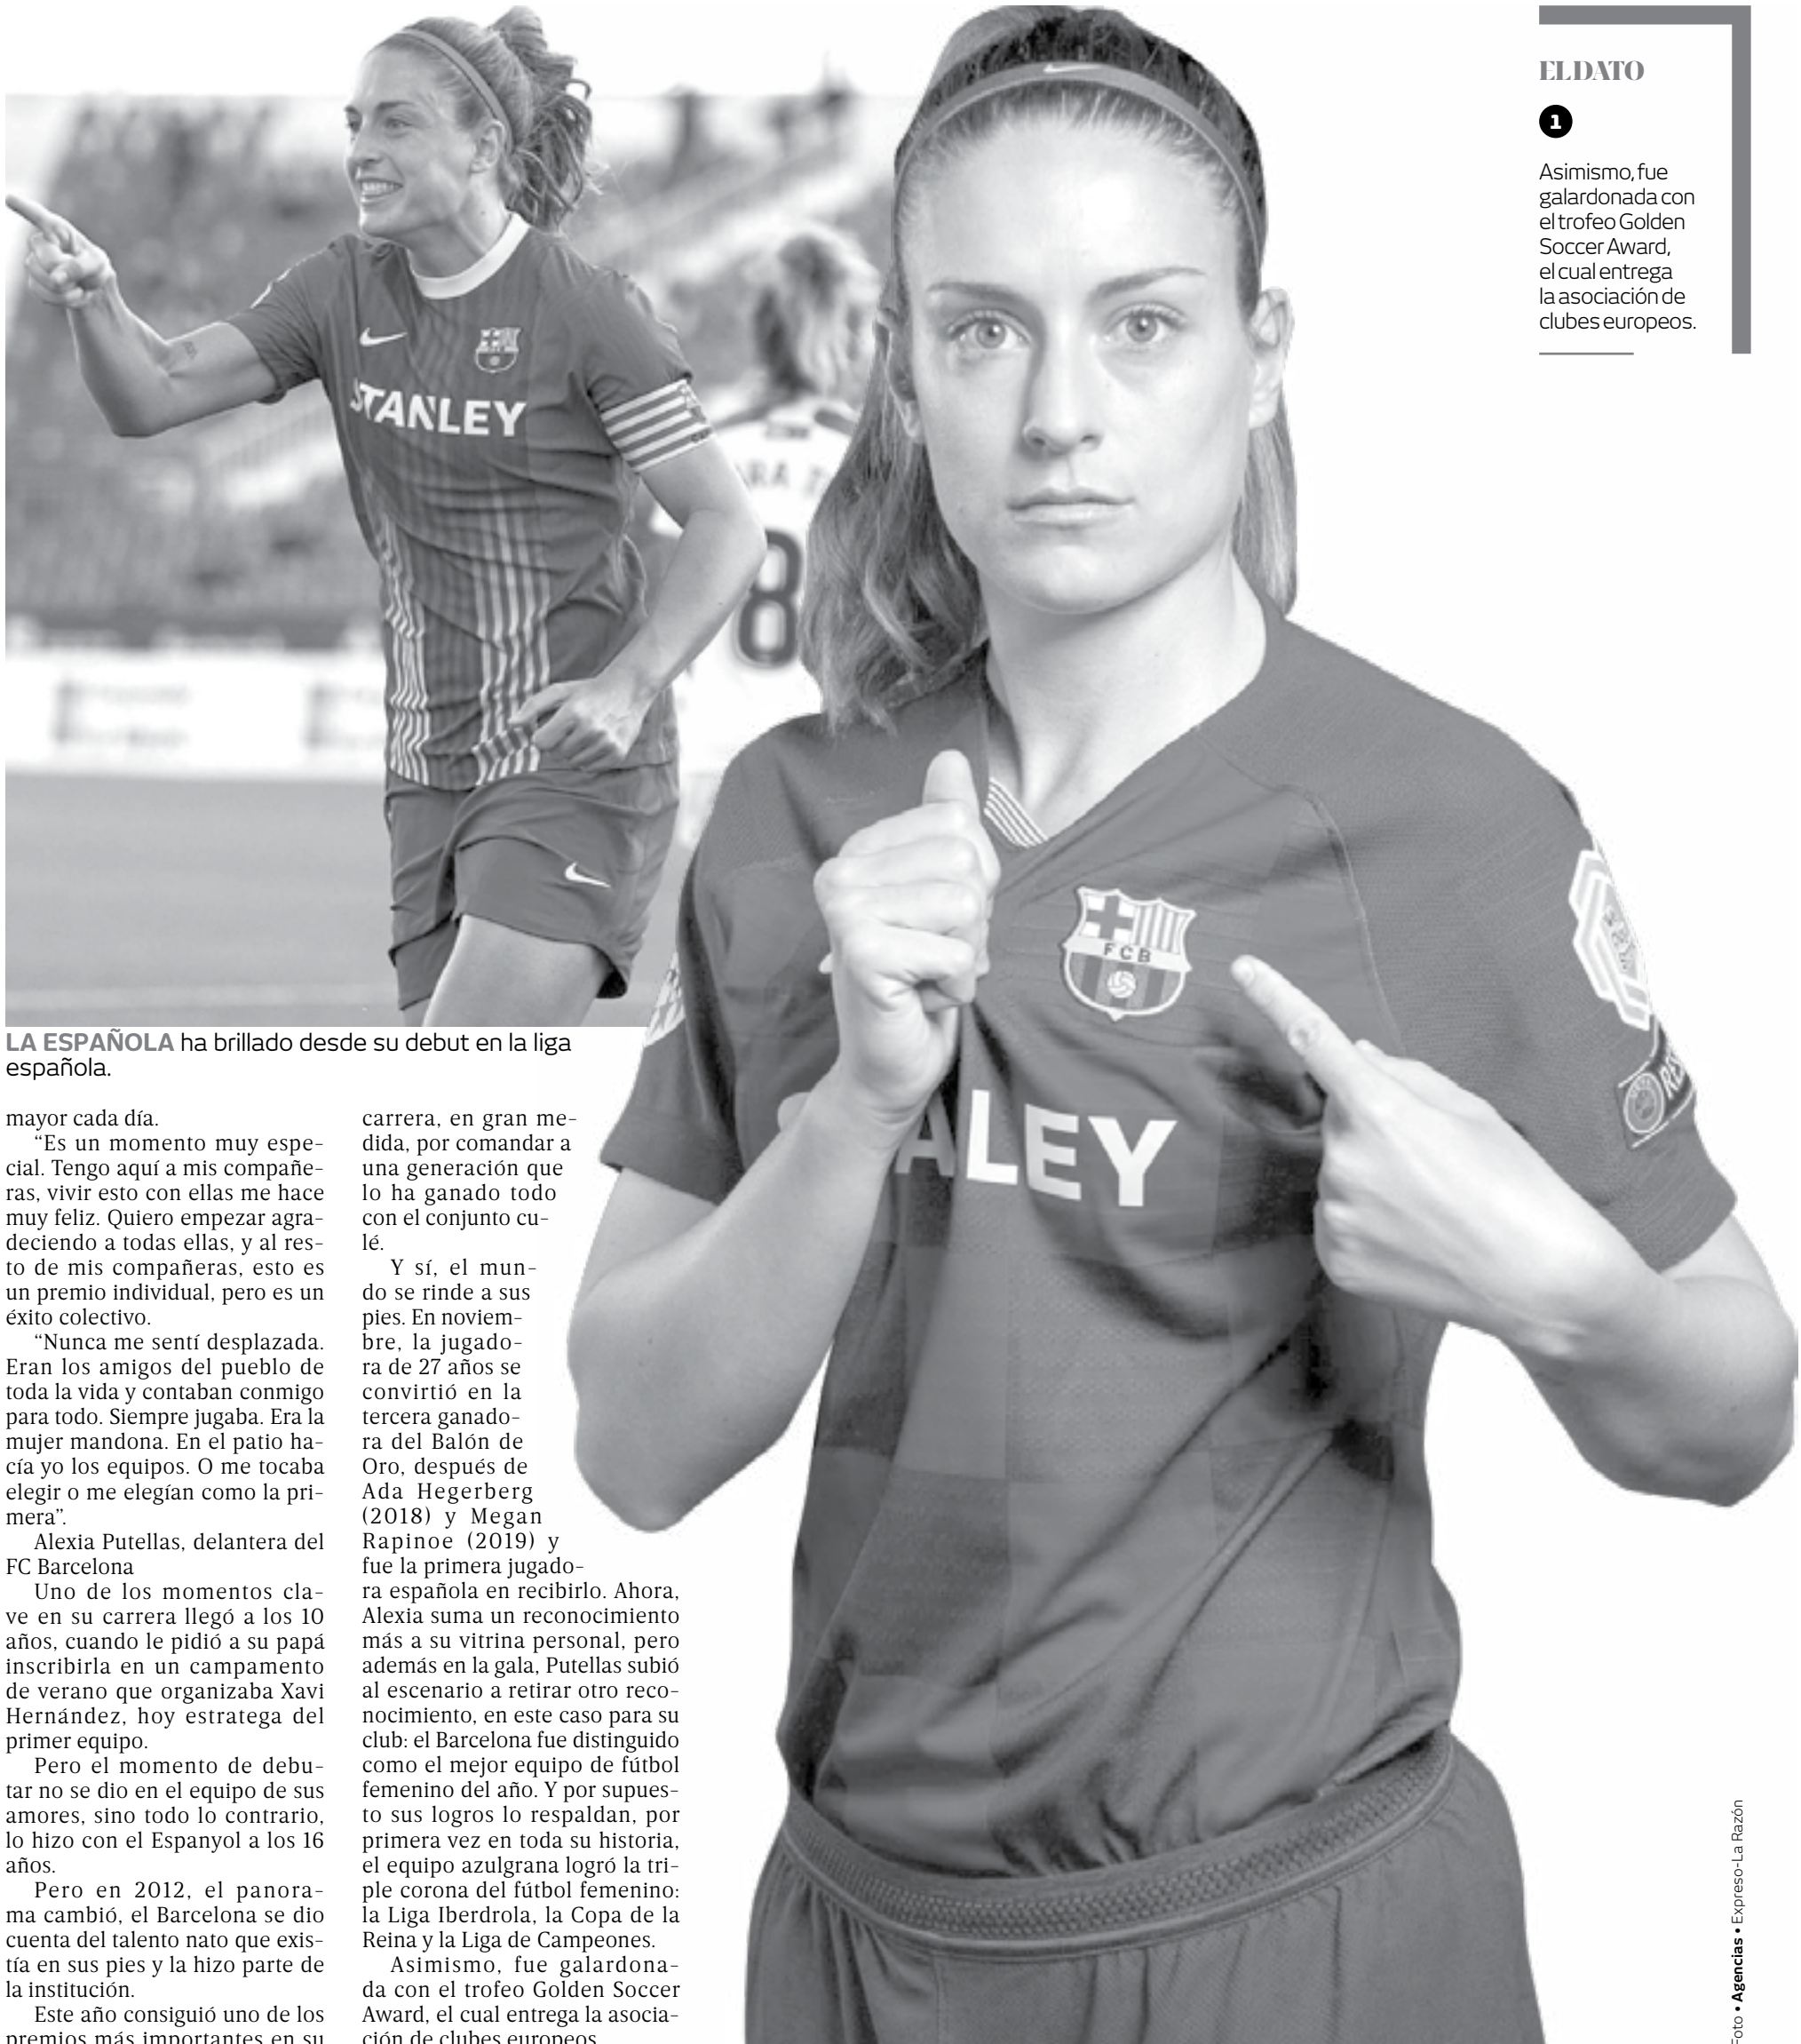 EL DATO
1
Asimismo, fue
galardonada con
el trofeo Golden
Soccer Award,
el cual entrega
la asociación de
clubes europeos.
STANLEY
8
FCB
ALEY
LA ESPAÑOLA ha brillado desde su debut en la liga
española.
mayor cada día.
“Es un momento muy espe-
cial. Tengo aquí a mis compañe-
ras, vivir esto con ellas me hace
muy feliz. Quiero empezar agra-
deciendo a todas ellas, y al res-
to de mis compañeras, esto es
un premio individual, pero es un
éxito colectivo.
“Nunca me sentí desplazada.
Eran los amigos del pueblo de
toda la vida y contaban conmigo
para todo. Siempre jugaba. Era la
mujer mandona. En el patio ha-
cía yo los equipos. O me tocaba
elegir o me elegían como la pri-
mera”.
Alexia Putellas, delantera del
FC Barcelona
Uno de los momentos cla-
ve en su carrera llegó a los 10
años, cuando le pidió a su papá
inscribirla en un campamento
de verano que organizaba Xavi
Hernández, hoy estratega del
primer equipo.
Pero el momento de debu-
tar no se dio en el equipo de sus
amores, sino todo lo contrario,
lo hizo con el Espanyol a los 16
años.
Pero en 2012, el panora-
ma cambió, el Barcelona se dio
cuenta del talento nato que exis-
tía en sus pies y la hizo parte de
la institución.
Este año consiguió uno de los
premios más importantes en su
carrera, en gran me-
dida, por comandar a
una generación que
lo ha ganado todo
con el conjunto cu-
lé.
Y sí, el mun-
do se rinde a sus
pies. En noviem-
bre, la jugado-
ra de 27 años se
convirtió en la
tercera ganado-
ra del Balón de
Oro, después de
Ada Hegerberg
(2018) y Megan
Rapinoe (2019) y
fue la primera jugado-
ra española en recibirlo. Ahora,
Alexia suma un reconocimiento
más a su vitrina personal, pero
además en la gala, Putellas subió
al escenario a retirar otro reco-
nocimiento, en este caso para su
club: el Barcelona fue distinguido
como el mejor equipo de fútbol
femenino del año. Y por supues-
to sus logros lo respaldan, por
primera vez en toda su historia,
el equipo azulgrana logró la tri-
ple corona del fútbol femenino:
la Liga Iberdrola, la Copa de la
Reina y la Liga de Campeones.
Asimismo, fue galardona-
da con el trofeo Golden Soccer
Award, el cual entrega la asocia-
ción de clubes europeos.
Foto • Agencias • Expreso-La Razón